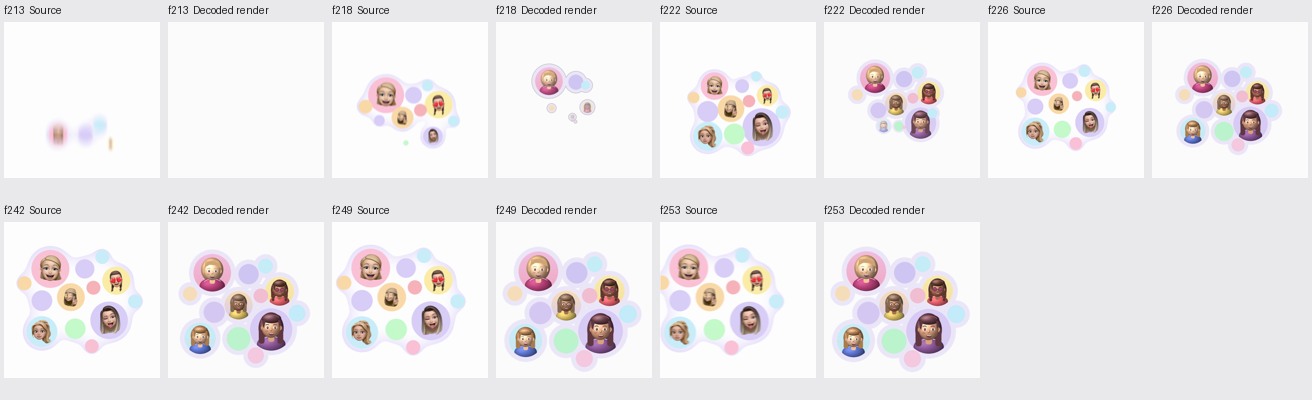 f213 Source
f213 Decoded render
f218 Source
f218 Decoded render
f222 Source
f222 Decoded render
f226 Source
f226 Decoded render
f242 Source
f242 Decoded render
f249 Source
f249 Decoded render
f253 Source
f253 Decoded render